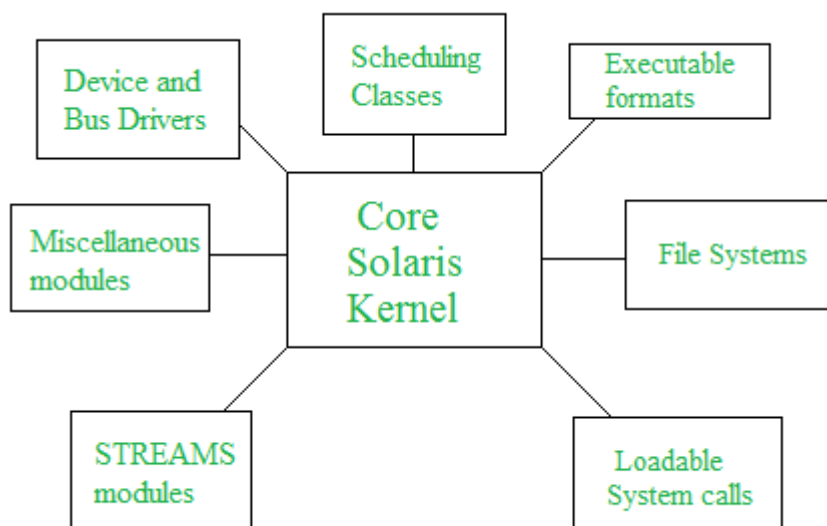 Scheduling
Classes
Device and
Bus Drivers
Executable
formats
Core
Solaris
Kernel
Miscellaneous
modules
File Systems
STREAMS
modules
Loadable
System calls